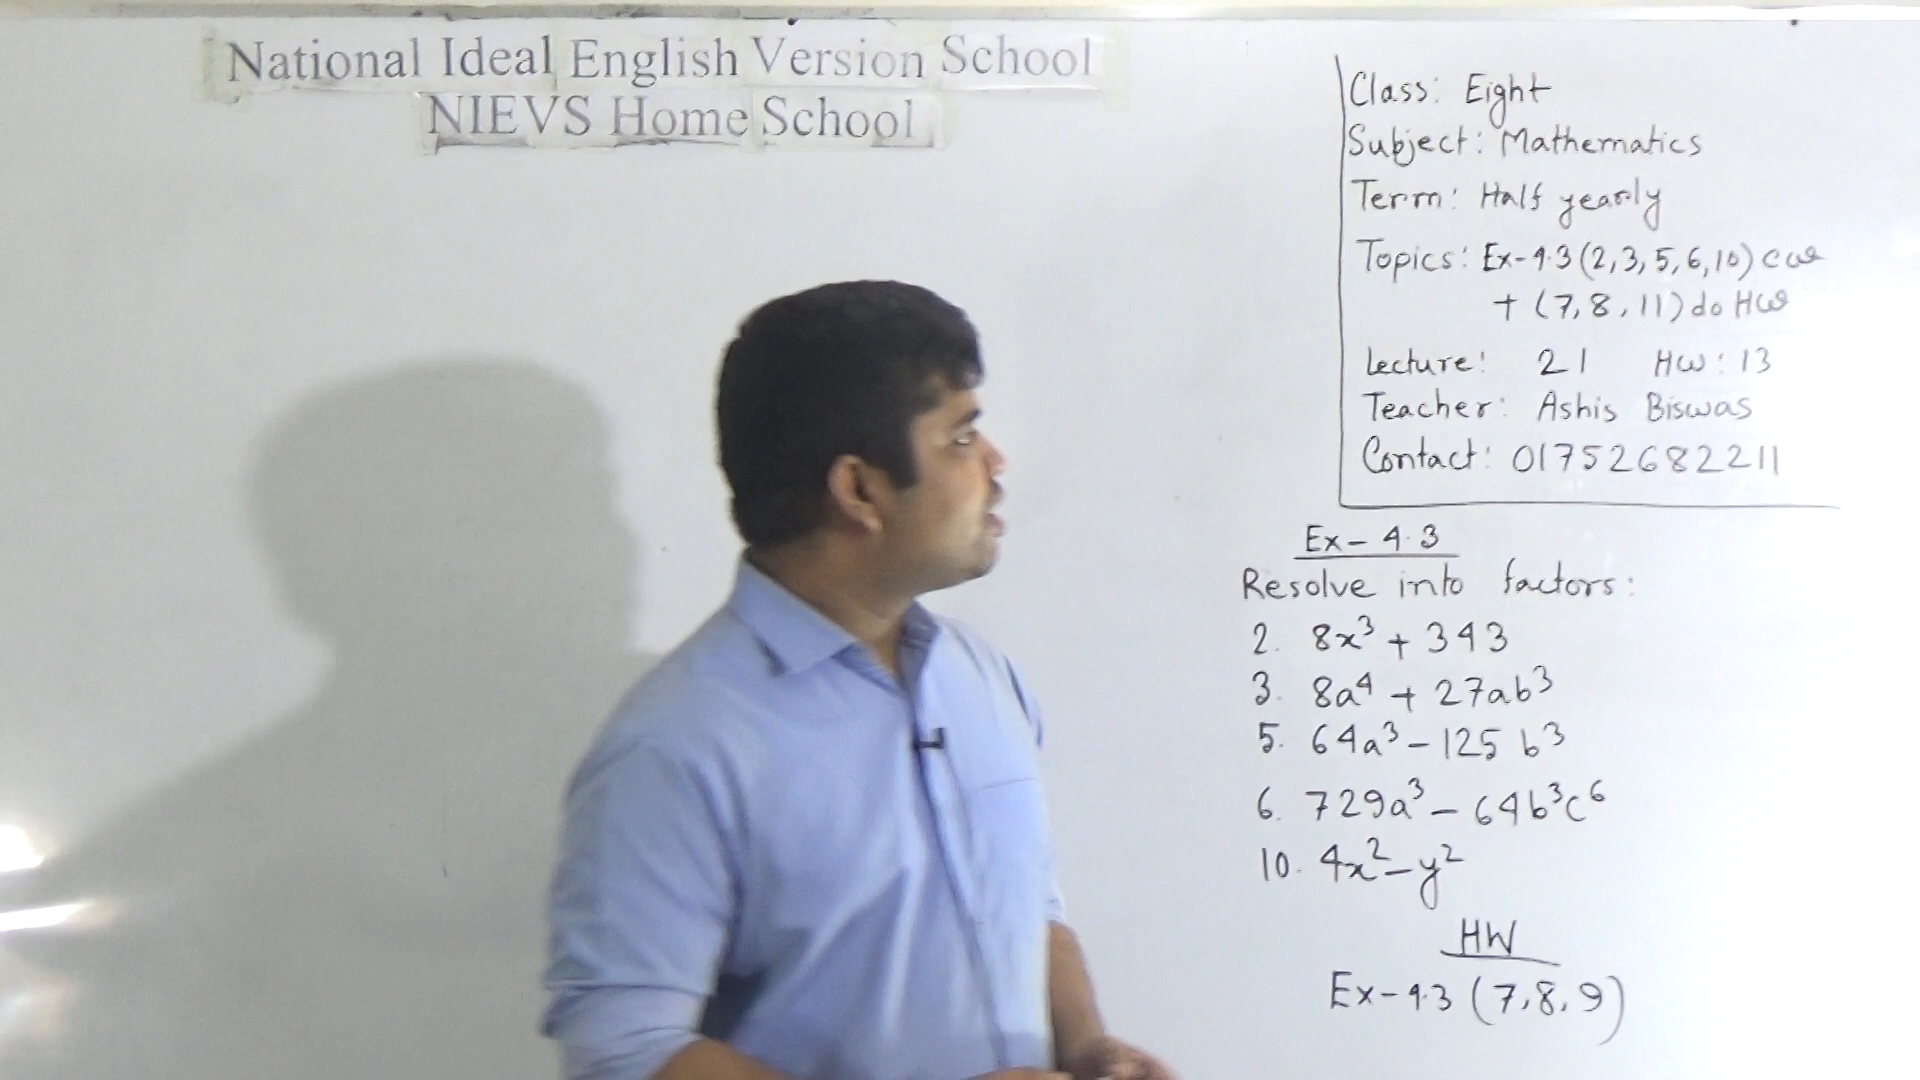 National Ideal English Version School
NIEVS Home School
Class: Eight
Subject: Mathematics
Term: Half yearly
Topics: Ex-4.3 (2,3,5,6,10) cw
+ (7,8,11) do HW
Lecture: 21 HW: 13
Teacher: Ashis Biswas
Contact: 01752682211
Ex-4.3
Resolve into factors:
2. 8x³ + 343
3. 8a⁴ + 27ab³
5. 64a³ - 125 b³
6. 729a³ - 64b³c⁶
10. 4x² - y²
HW
Ex-4.3 (7,8,9)